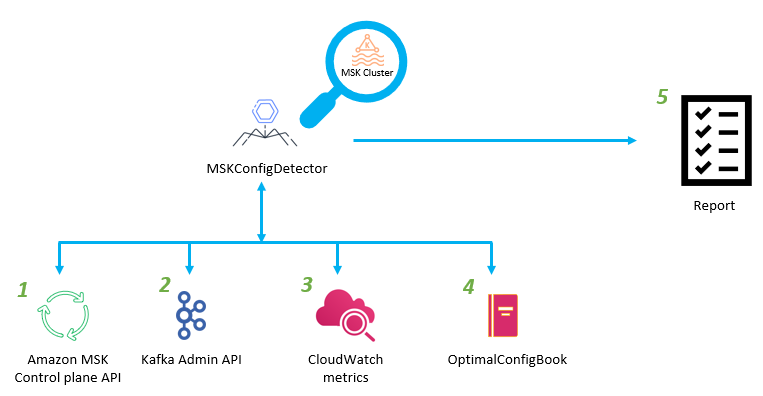 K
MSK Cluster
5
MSKConfigDetector
Report
1
2
3
4
Amazon MSK
Control plane API
Kafka Admin API
CloudWatch
metrics
OptimalConfigBook